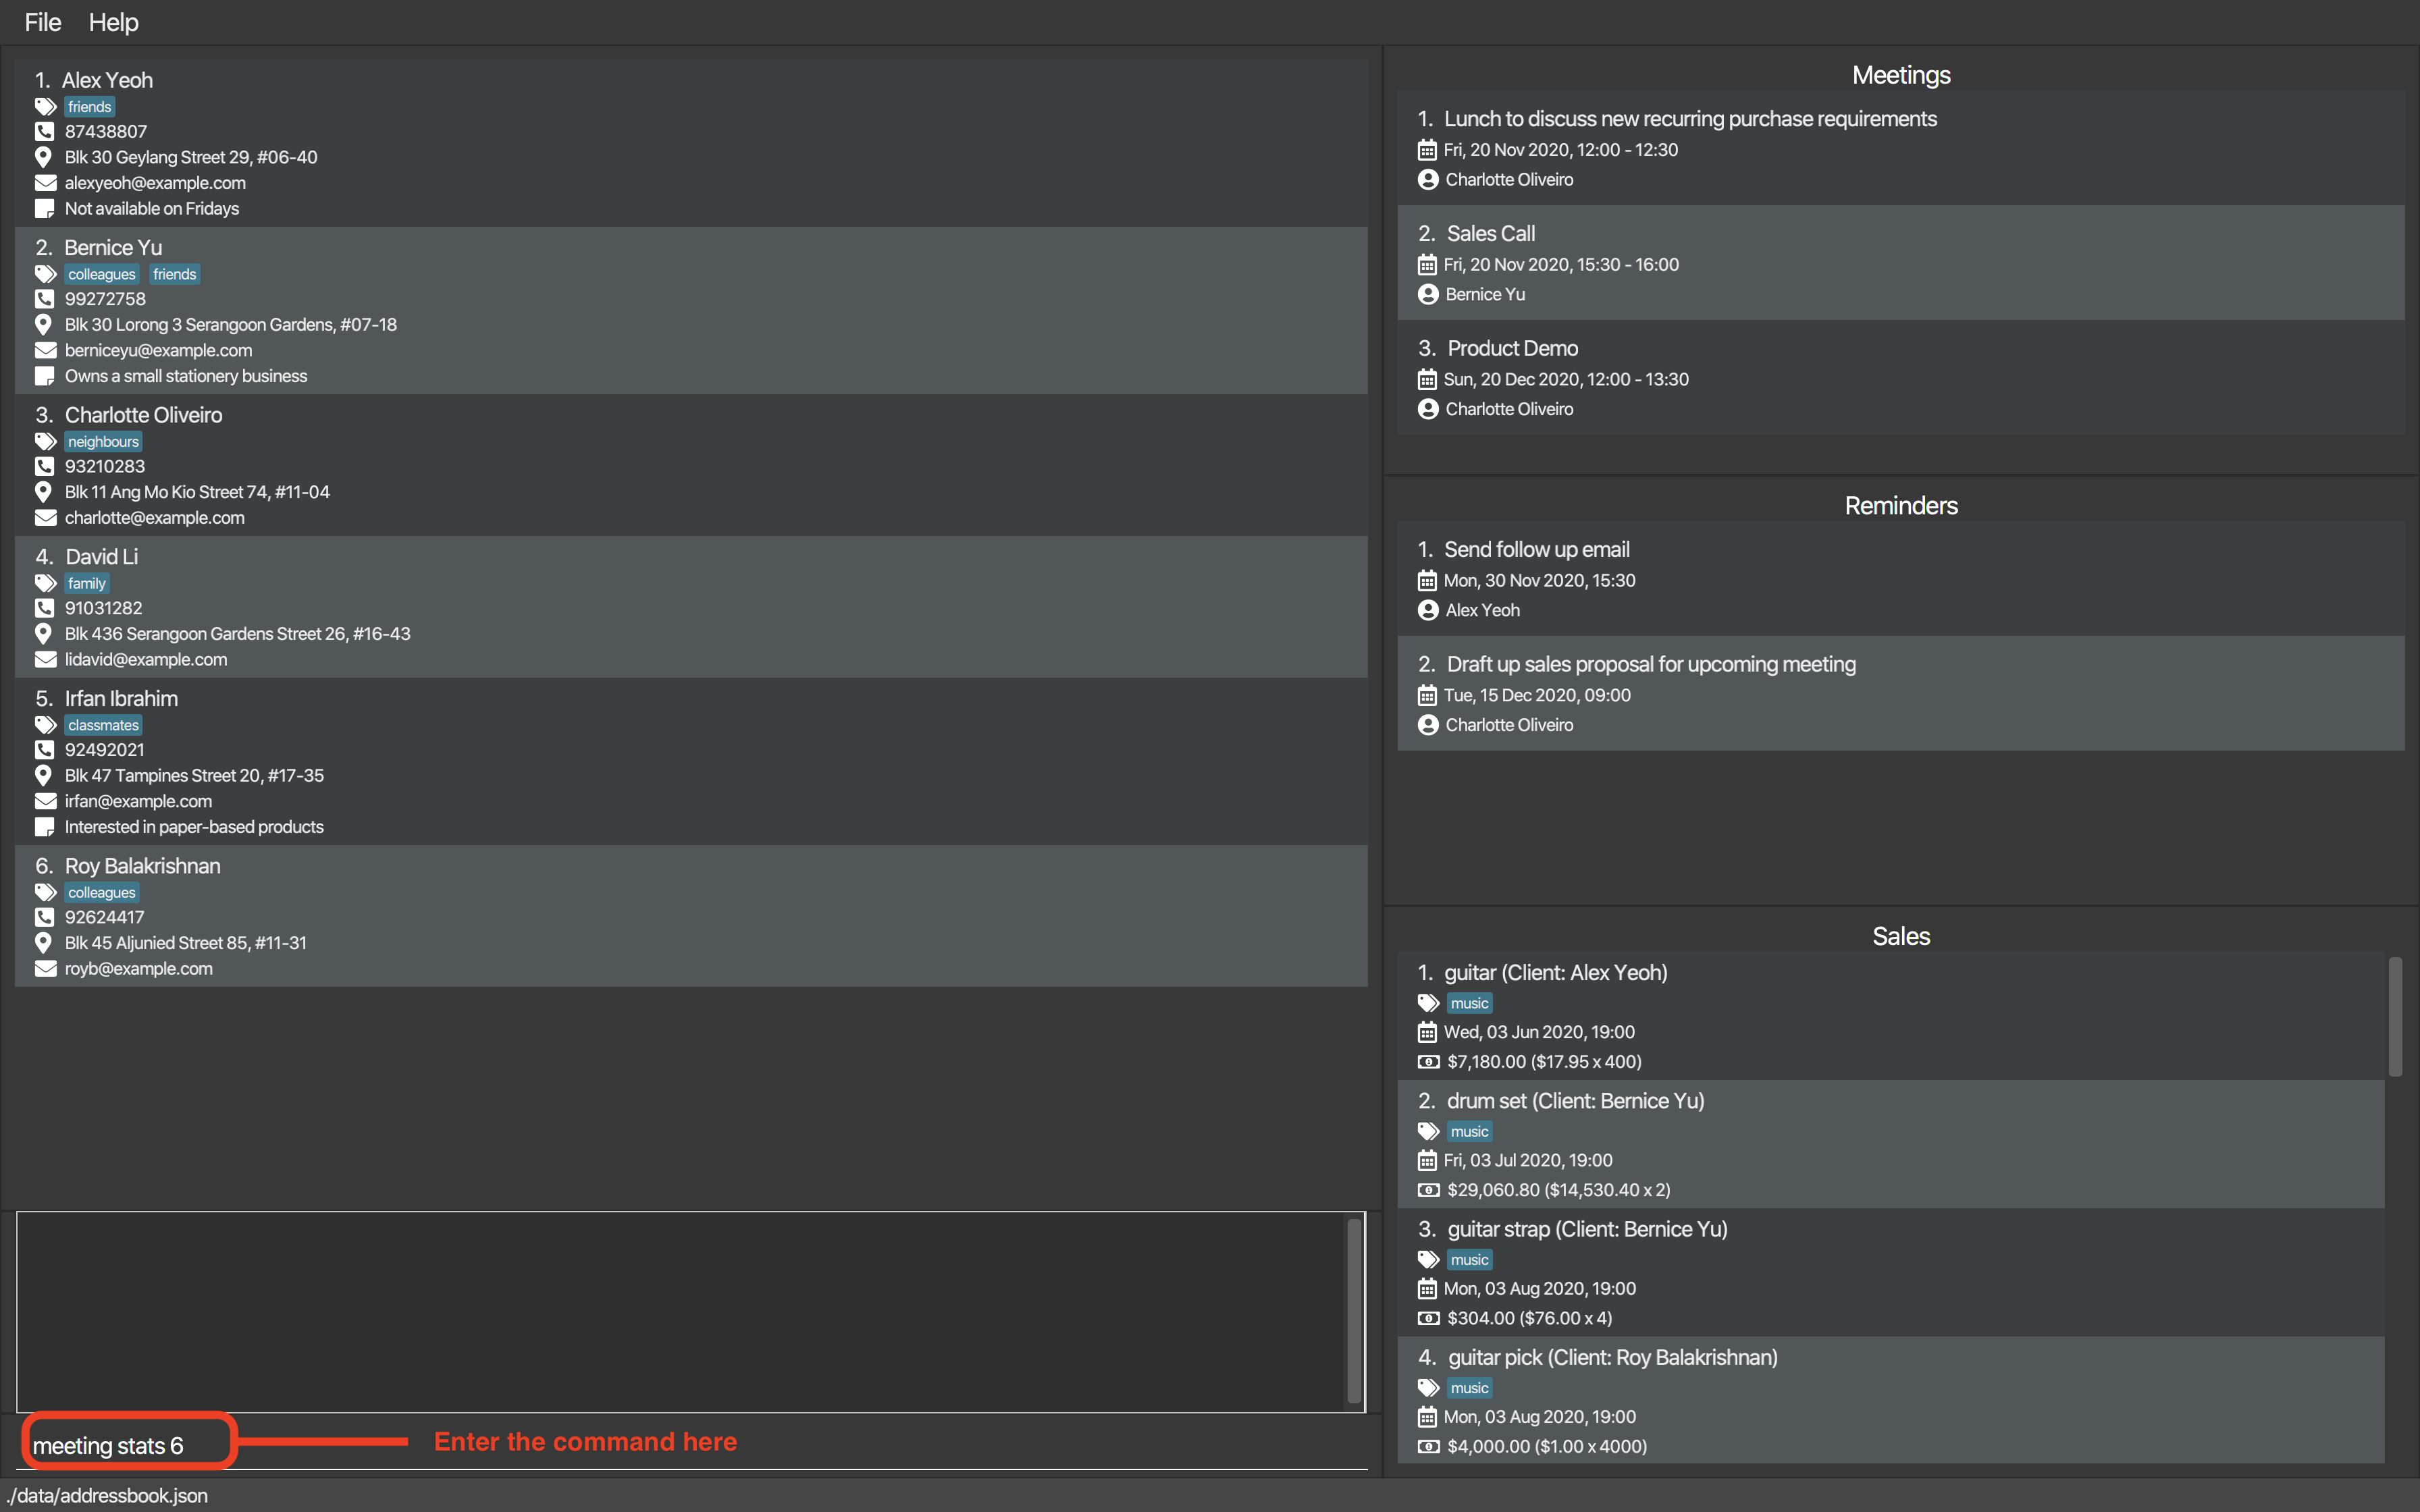 File Help
1. Alex Yeoh
friends
87438807
Blk 30 Geylang Street 29, #06-40
alexyeoh@example.com
Not available on Fridays
2. Bernice Yu
colleagues friends
99272758
Blk 30 Lorong 3 Serangoon Gardens, #07-18
berniceyu@example.com
Owns a small stationery business
3. Charlotte Oliveiro
neighbours
93210283
Blk 11 Ang Mo Kio Street 74, #11-04
charlotte@example.com
4. David Li
family
91031282
Blk 436 Serangoon Gardens Street 26, #16-43
lidavid@example.com
5. Irfan Ibrahim
classmates
92492021
Blk 47 Tampines Street 20, #17-35
irfan@example.com
Interested in paper-based products
6. Roy Balakrishnan
colleagues
92624417
Blk 45 Aljunied Street 85, #11-31
royb@example.com
meeting stats 6
Enter the command here
./data/addressbook.json
Meetings
1. Lunch to discuss new recurring purchase requirements
Fri, 20 Nov 2020, 12:00 - 12:30
Charlotte Oliveiro
2. Sales Call
Fri, 20 Nov 2020, 15:30 - 16:00
Bernice Yu
3. Product Demo
Sun, 20 Dec 2020, 12:00 - 13:30
Charlotte Oliveiro
Reminders
1. Send follow up email
Mon, 30 Nov 2020, 15:30
Alex Yeoh
2. Draft up sales proposal for upcoming meeting
Tue, 15 Dec 2020, 09:00
Charlotte Oliveiro
Sales
1. guitar (Client: Alex Yeoh)
music
Wed, 03 Jun 2020, 19:00
$7,180.00 ($17.95 x 400)
2. drum set (Client: Bernice Yu)
music
Fri, 03 Jul 2020, 19:00
$29,060.80 ($14,530.40 x 2)
3. guitar strap (Client: Bernice Yu)
music
Mon, 03 Aug 2020, 19:00
$304.00 ($76.00 x 4)
4. guitar pick (Client: Roy Balakrishnan)
music
Mon, 03 Aug 2020, 19:00
$4,000.00 ($1.00 x 4000)